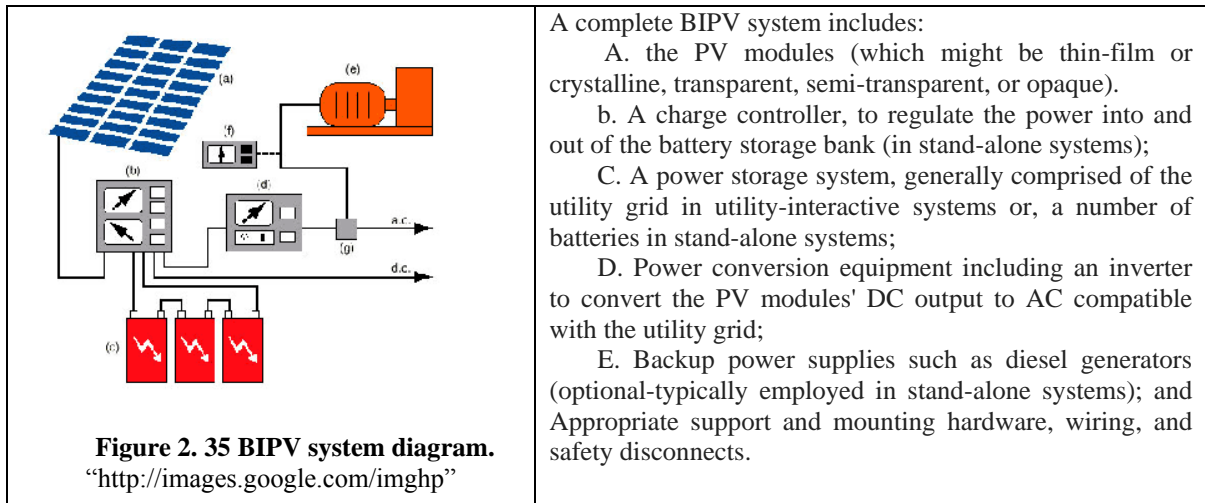 (a)
(e)
(f)
(b)
(d)
a.c.
(g)
d.c.
(c)
Figure 2. 35 BIPV system diagram.
“http://images.google.com/imghp”
A complete BIPV system includes:
A. the PV modules (which might be thin-film or
crystalline, transparent, semi-transparent, or opaque).
b. A charge controller, to regulate the power into and
out of the battery storage bank (in stand-alone systems);
C. A power storage system, generally comprised of the
utility grid in utility-interactive systems or, a number of
batteries in stand-alone systems;
D. Power conversion equipment including an inverter
to convert the PV modules' DC output to AC compatible
with the utility grid;
E. Backup power supplies such as diesel generators
(optional-typically employed in stand-alone systems); and
Appropriate support and mounting hardware, wiring, and
safety disconnects.